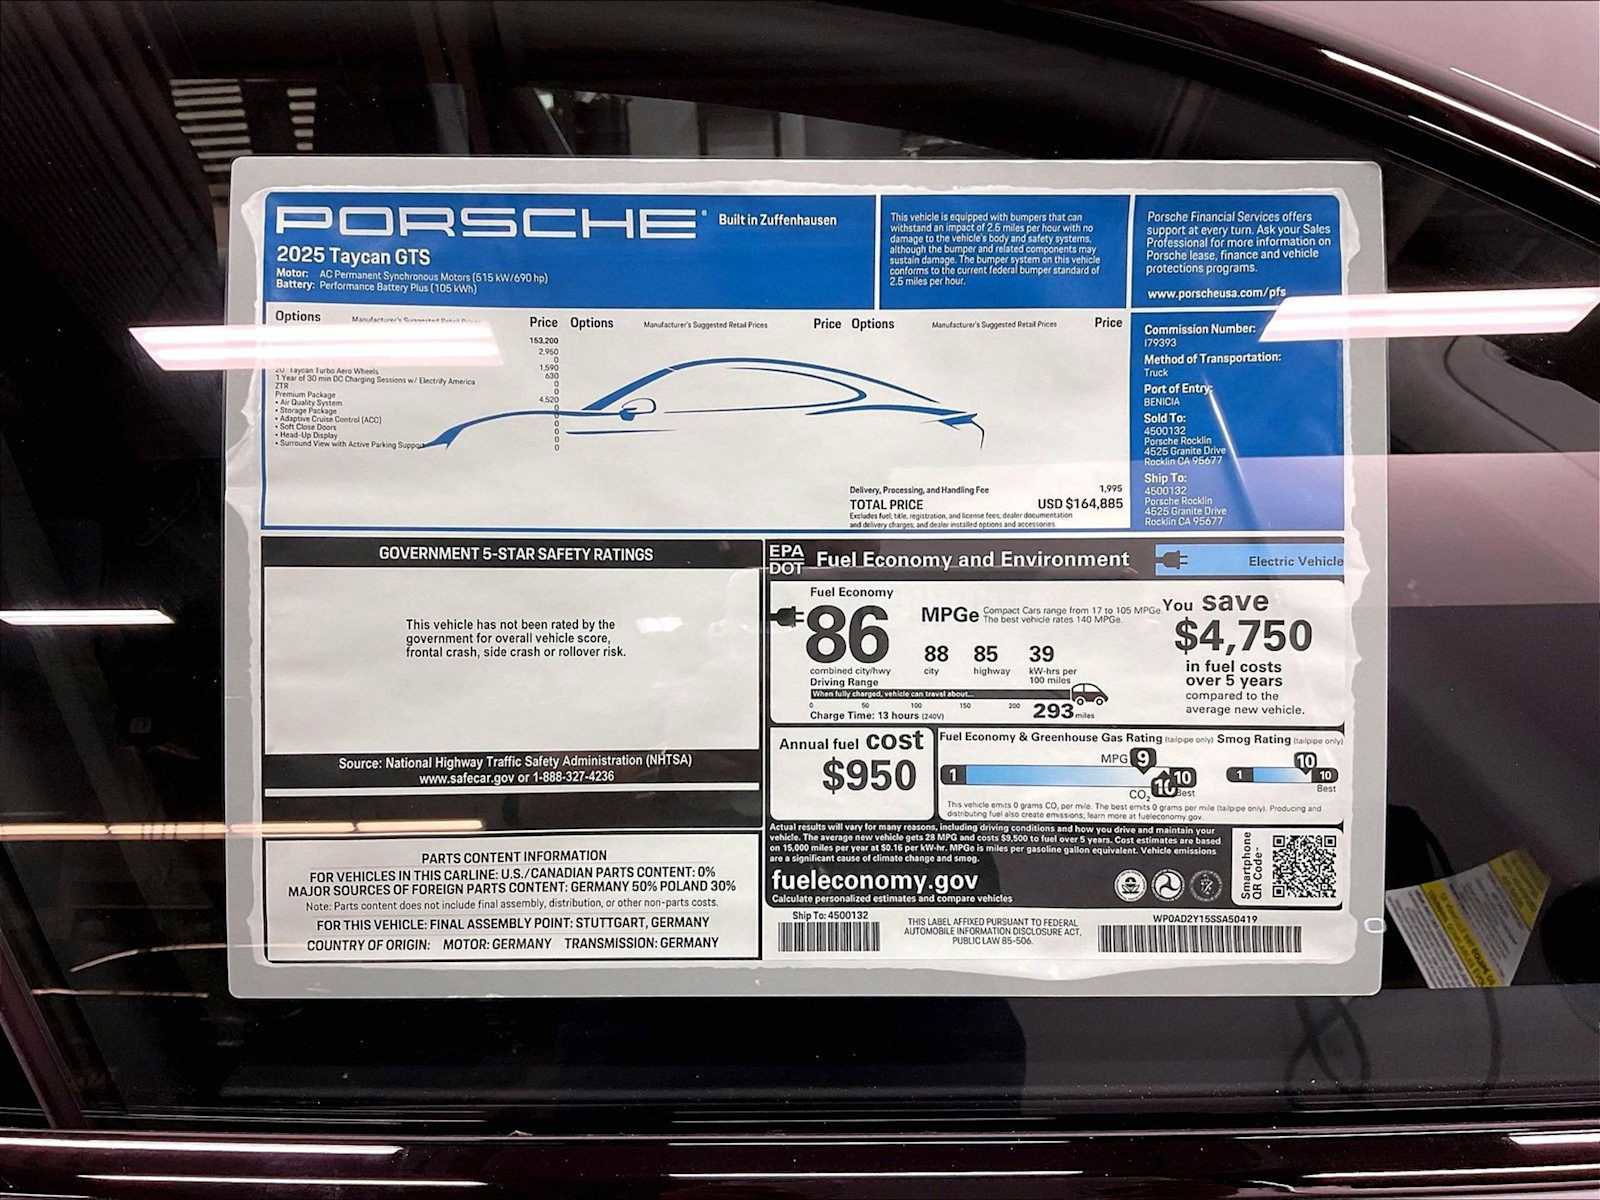 PORSCHE
Built in Zuffenhausen
2025 Taycan GTS
Motor: AC Permanent Synchronous Motors (515 kW/690 hp)
Battery: Performance Battery Plus (105 kWh)
This vehicle is equipped with bumpers that can
withstand an impact of 2.5 miles per hour with no
damage to the vehicle's body and safety systems,
although the bumper and related components may
sustain damage. The bumper system on this vehicle
conforms to the current federal bumper standard of
2.5 miles per hour.
Porsche Financial Services offers
support at every turn. Ask your Sales
Professional for more information on
Porsche lease, finance and vehicle
protections programs.
www.porscheusa.com/pfs
Options Manufacturer's Suggested Retail Prices Price
153,200
2,950
0
20" Taycan Turbo Aero Wheels 1,590
1 Year of 30 min DC Charging Sessions w/ Electrify America 630
ZTR 0
Premium Package 4,520
• Air Quality System 0
• Storage Package 0
• Adaptive Cruise Control (ACC) 0
• Soft Close Doors 0
• Head-Up Display 0
• Surround View with Active Parking Support 0
Options Manufacturer's Suggested Retail Prices Price
Options Manufacturer's Suggested Retail Prices Price
Delivery, Processing, and Handling Fee 1,995
TOTAL PRICE USD $164,885
Excludes fuel, title, registration, and license fees, dealer documentation
and delivery charges, and dealer installed options and accessories.
Commission Number:
I79393
Method of Transportation:
Truck
Port of Entry:
BENICIA
Sold To:
4500132
Porsche Rocklin
4525 Granite Drive
Rocklin CA 95677
Ship To:
4500132
Porsche Rocklin
4525 Granite Drive
Rocklin CA 95677
GOVERNMENT 5-STAR SAFETY RATINGS
This vehicle has not been rated by the
government for overall vehicle score,
frontal crash, side crash or rollover risk.
Source: National Highway Traffic Safety Administration (NHTSA)
www.safecar.gov or 1-888-327-4236
PARTS CONTENT INFORMATION
FOR VEHICLES IN THIS CARLINE: U.S./CANADIAN PARTS CONTENT: 0%
MAJOR SOURCES OF FOREIGN PARTS CONTENT: GERMANY 50% POLAND 30%
Note: Parts content does not include final assembly, distribution, or other non-parts costs.
FOR THIS VEHICLE: FINAL ASSEMBLY POINT: STUTTGART, GERMANY
COUNTRY OF ORIGIN: MOTOR: GERMANY TRANSMISSION: GERMANY
EPA
DOT
Fuel Economy and Environment
Electric Vehicle
Fuel Economy
86
MPGe
Compact Cars range from 17 to 105 MPGe.
The best vehicle rates 140 MPGe.
88 85 39
combined city/hwy city highway kW-hrs per
100 miles
Driving Range
When fully charged, vehicle can travel about...
0 50 100 150 200 293 miles
Charge Time: 13 hours (240V)
You save
$4,750
in fuel costs
over 5 years
compared to the
average new vehicle.
Annual fuel cost
$950
Fuel Economy & Greenhouse Gas Rating (tailpipe only)
MPG 9
1 10
CO2 10 Best
Smog Rating (tailpipe only)
10
1 10
Best
This vehicle emits 0 grams CO2 per mile. The best emits 0 grams per mile (tailpipe only). Producing and
distributing fuel also create emissions; learn more at fueleconomy.gov.
Actual results will vary for many reasons, including driving conditions and how you drive and maintain your
vehicle. The average new vehicle gets 28 MPG and costs $9,500 to fuel over 5 years. Cost estimates are based
on 15,000 miles per year at $0.16 per kW-hr. MPGe is miles per gasoline gallon equivalent. Vehicle emissions
are a significant cause of climate change and smog.
fueleconomy.gov
Calculate personalized estimates and compare vehicles
Smartphone
QR Code
Ship To: 4500132
THIS LABEL AFFIXED PURSUANT TO FEDERAL
AUTOMOBILE INFORMATION DISCLOSURE ACT,
PUBLIC LAW 85-506.
WP0AD2Y15SSA50419